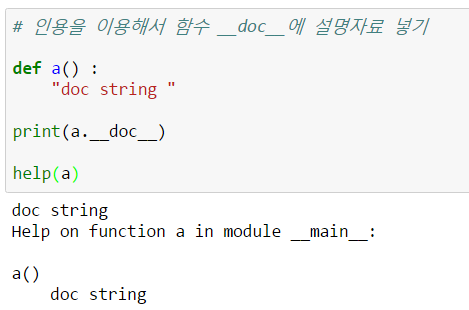 # 인용을 이용해서 함수 __doc__에 설명자료 넣기
def a() :
    "doc string "
print(a.__doc__)
help(a)
doc string
Help on function a in module __main__:
a()
    doc string